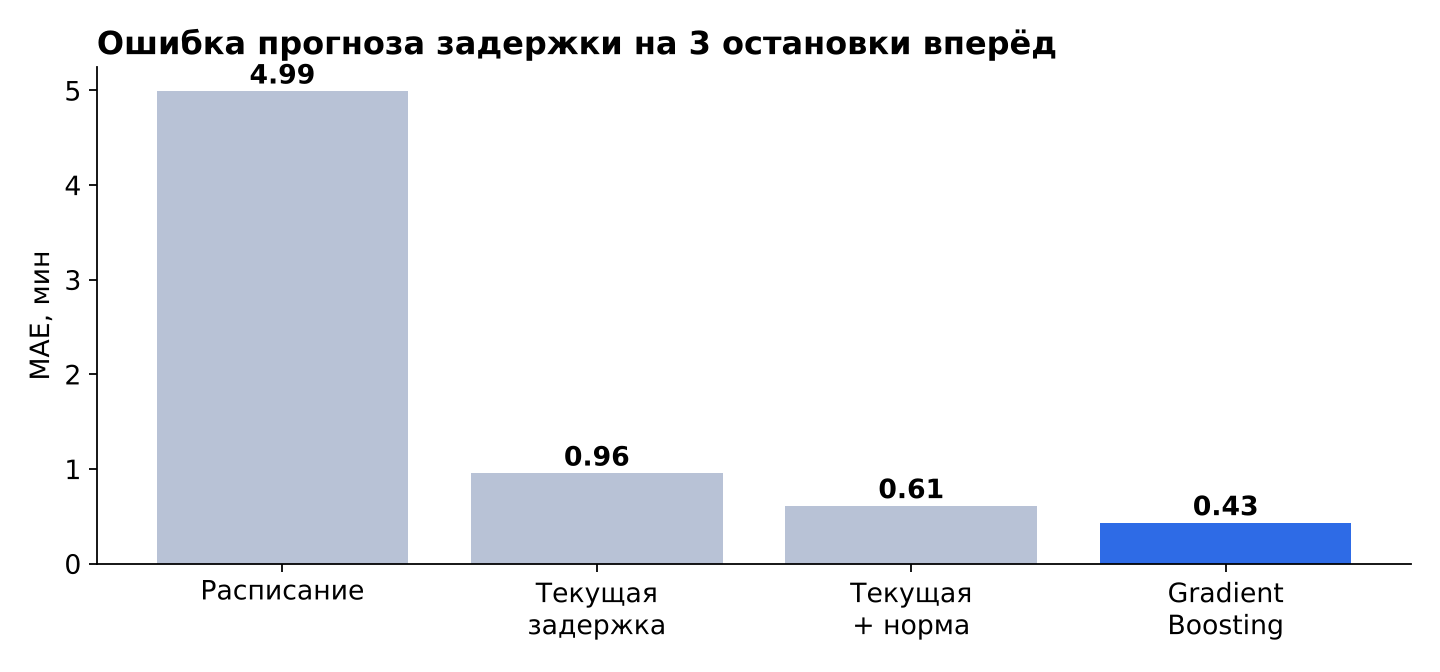 Ошибка прогноза задержки на 3 остановки вперёд
4.99
0.96
0.61
0.43
MAE, мин
5
4
3
2
1
0
Расписание
Текущая
задержка
Текущая
+ норма
Gradient
Boosting